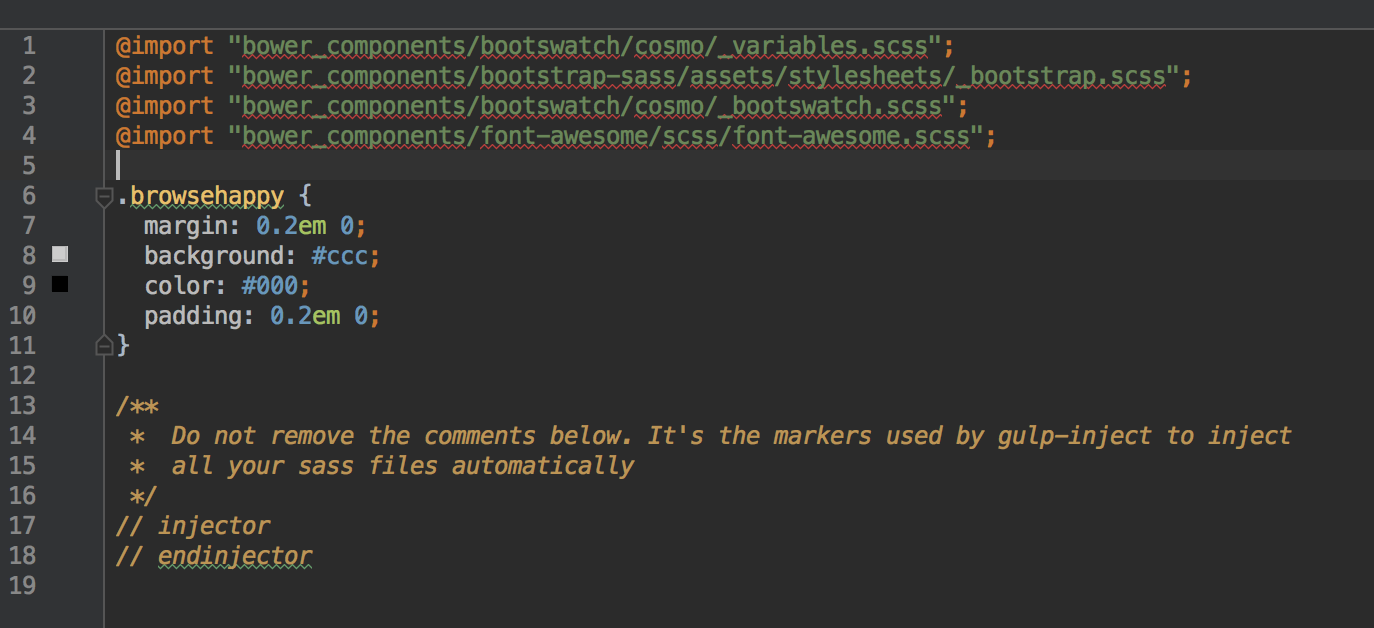 1 @import "bower_components/bootswatch/cosmo/_variables.scss";
2 @import "bower_components/bootstrap-sass/assets/stylesheets/_bootstrap.scss";
3 @import "bower_components/bootswatch/cosmo/_bootswatch.scss";
4 @import "bower_components/font-awesome/scss/font-awesome.scss";
5
6 .browsehappy {
7   margin: 0.2em 0;
8   background: #ccc;
9   color: #000;
10   padding: 0.2em 0;
11 }
12
13 /**
14  *  Do not remove the comments below. It's the markers used by gulp-inject to inject
15  *  all your sass files automatically
16  */
17 // injector
18 // endinjector
19